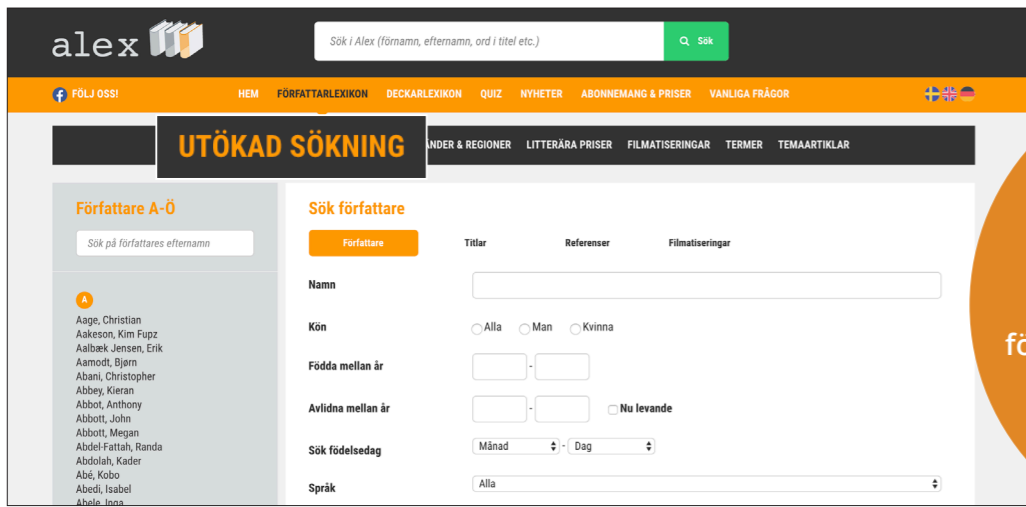 alex
Sök i Alex (förnamn, efternamn, ord i titel etc.)
Sök
FÖLJ OSS!
HEM FÖRFATTARLEXIKON DECKARLEXIKON QUIZ NYHETER ABONNEMANG & PRISER VANLIGA FRÅGOR
UTÖKAD SÖKNING
& REGIONER LITTERÄRA PRISER FILMATISERINGAR TERMER TEMAARTIKLAR
Författare A-Ö
Sök på författares efternamn
A
Aage, Christian
Aakeson, Kim Fupz
Aalbæk Jensen, Erik
Aamodt, Bjørn
Abani, Christopher
Abbey, Kieran
Abbot, Anthony
Abbott, John
Abbott, Megan
Abdel-Fattah, Randa
Abdolah, Kader
Abé, Kobo
Abedi, Isabel
Abele, Inga
Sök författare
Författare Titlar Referenser Filmatiseringar
Namn
Kön Alla Man Kvinna
Födda mellan år -
Avlidna mellan år - Nu levande
Sök födelsedag Månad - Dag
Språk Alla